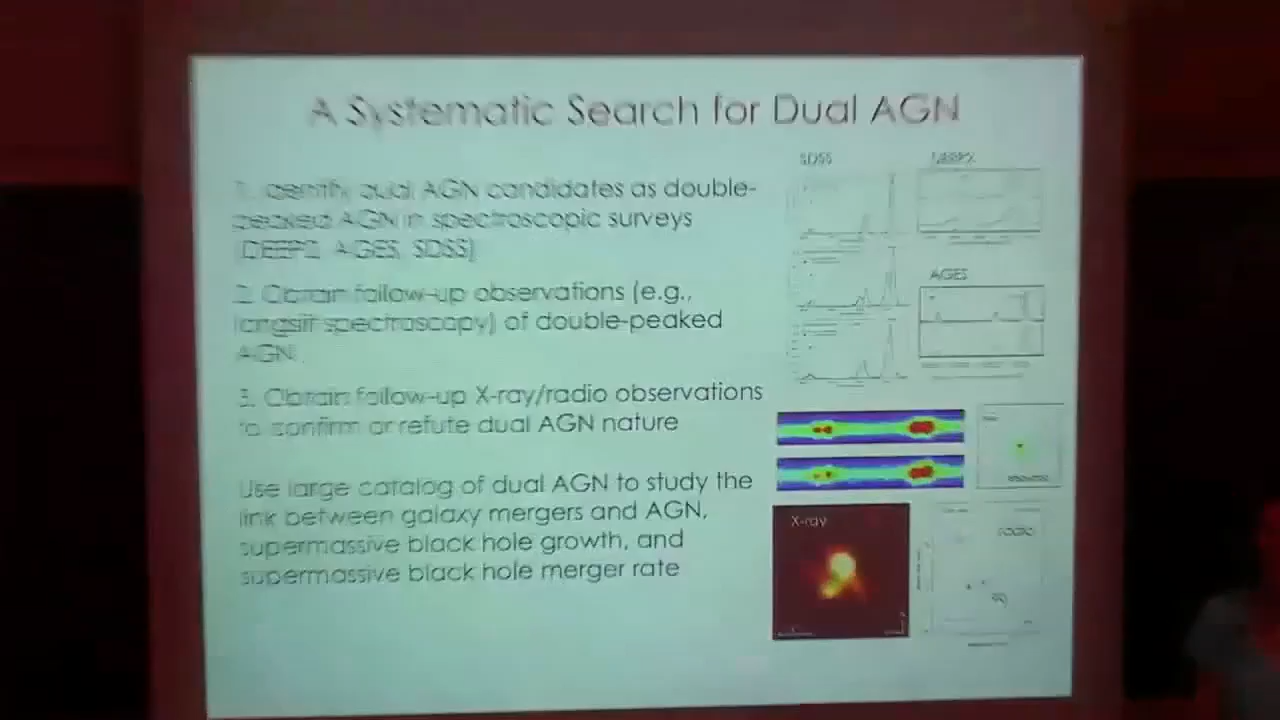 A Systematic Search for Dual AGN
1. Identify dual AGN candidates as double-
peaked AGN in spectroscopic surveys
(DEEP2, AGES, SDSS)
2. Obtain follow-up observations (e.g.,
longslit spectroscopy) of double-peaked
AGN
3. Obtain follow-up X-ray/radio observations
to confirm or refute dual AGN nature
Use large catalog of dual AGN to study the
link between galaxy mergers and AGN,
supermassive black hole growth, and
supermassive black hole merger rate
SDSS
DEEP2
AGES
X-ray